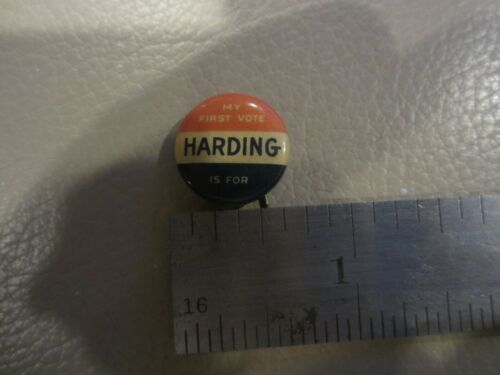 MY
FIRST VOTE
HARDING
IS FOR
1
16